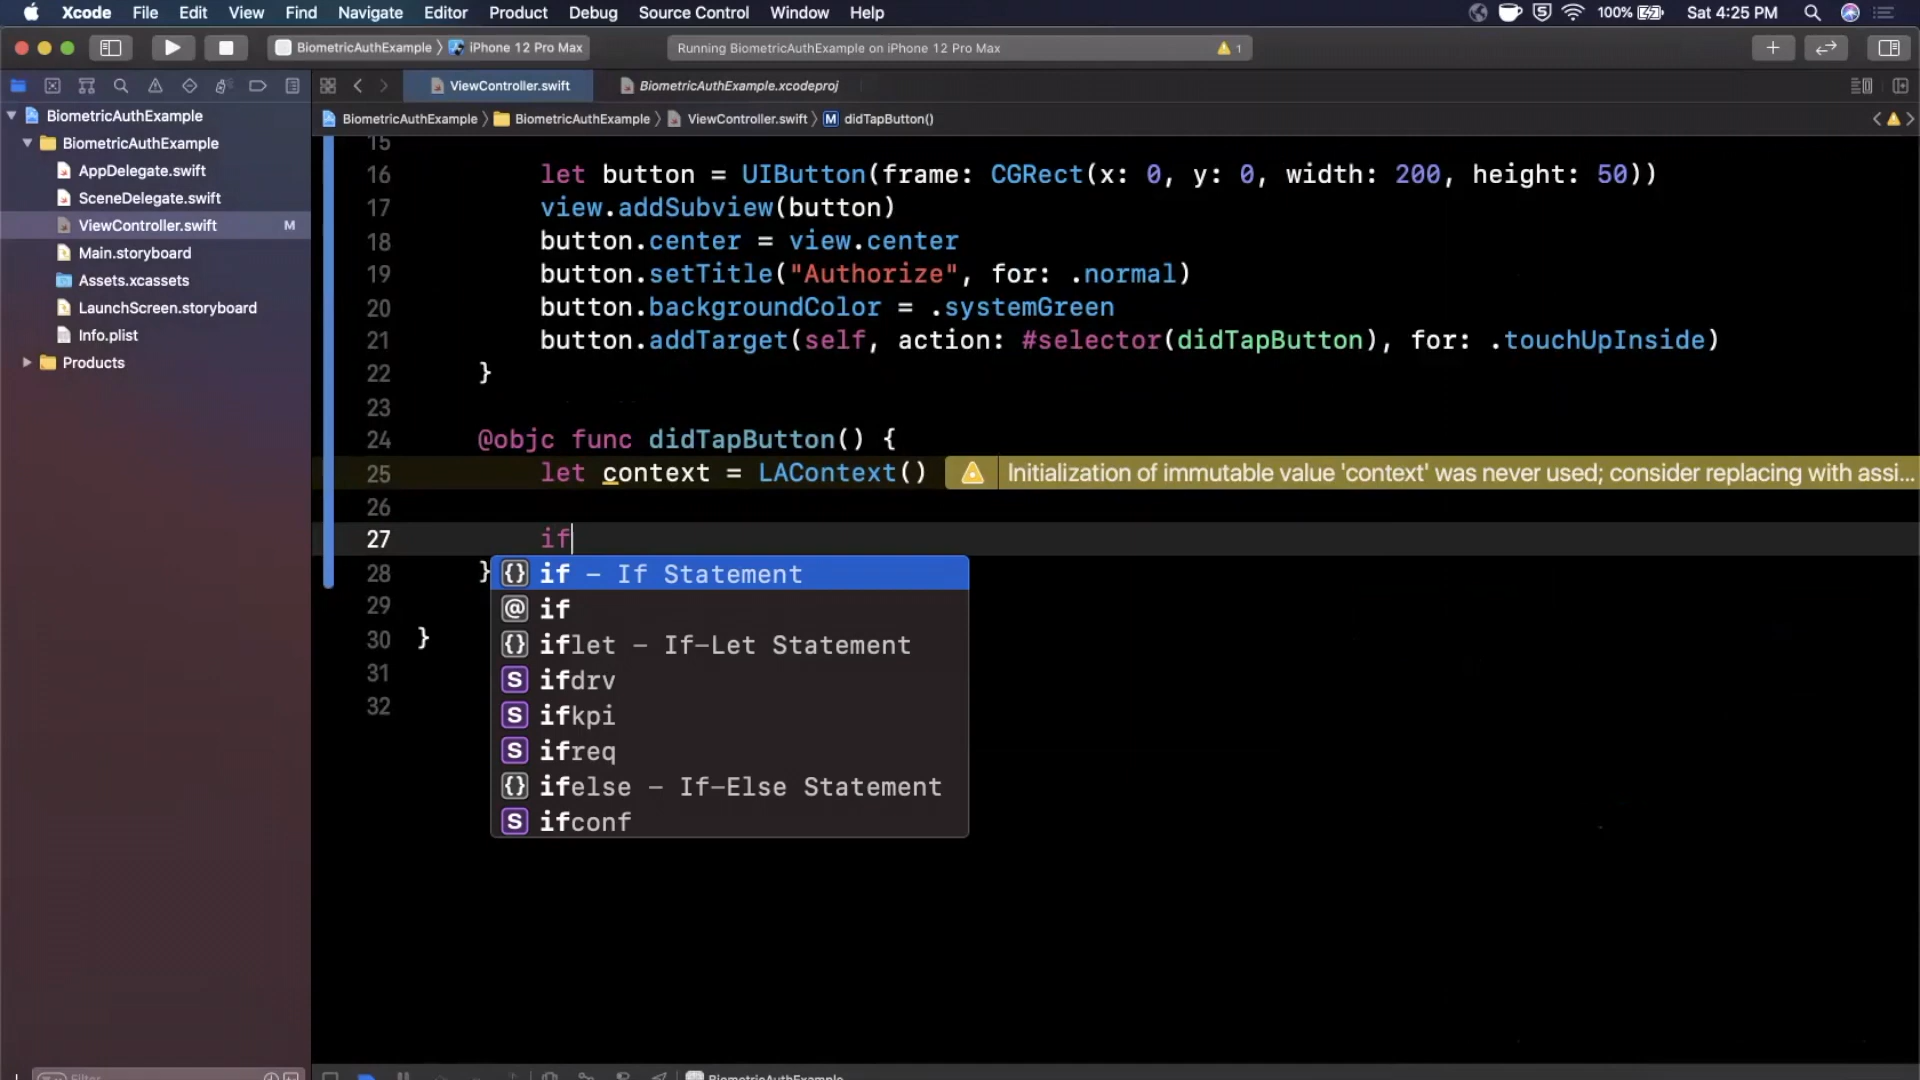 Xcode File Edit View Find Navigate Editor Product Debug Source Control Window Help 100% Sat 4:25 PM
BiometricAuthExample 〉 iPhone 12 Pro Max Running BiometricAuthExample on iPhone 12 Pro Max 1
ViewController.swift BiometricAuthExample.xcodeproj
BiometricAuthExample 〉 BiometricAuthExample 〉 ViewController.swift 〉 M didTapButton()
BiometricAuthExample
BiometricAuthExample
AppDelegate.swift
SceneDelegate.swift
ViewController.swift M
Main.storyboard
Assets.xcassets
LaunchScreen.storyboard
Info.plist
Products
15
16 let button = UIButton(frame: CGRect(x: 0, y: 0, width: 200, height: 50))
17 view.addSubview(button)
18 button.center = view.center
19 button.setTitle("Authorize", for: .normal)
20 button.backgroundColor = .systemGreen
21 button.addTarget(self, action: #selector(didTapButton), for: .touchUpInside)
22 }
23
24 @objc func didTapButton() {
25 let context = LAContext() Initialization of immutable value 'context' was never used; consider replacing with assi...
26
27 if
28 }
29
30 }
31
32
{} if – If Statement
@ if
{} iflet – If-Let Statement
S ifdrv
S ifkpi
S ifreq
{} ifelse – If-Else Statement
S ifconf
Filter
BiometricAuthExample